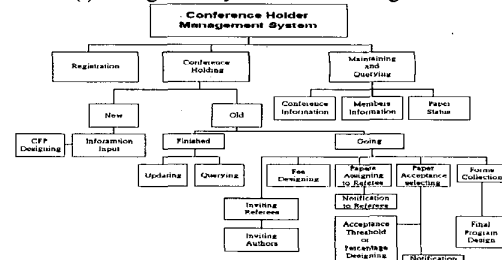 Conference Holder
Management System
Registration
Conference
Holding
Maintaining
and
Querying
New
Old
Conference
Information
Members
Information
Paper
Status
CFP
Designing
Information
Input
Finished
Going
Updating
Querying
Fee
Designing
Papers
Assigning
to Referee
Paper
Acceptance
selecting
Forms
Collection
Inviting
Referees
Notification
to Referees
Inviting
Authors
Acceptance
Threshold
or
Percentage
Designing
Final
Program
Design
Notification